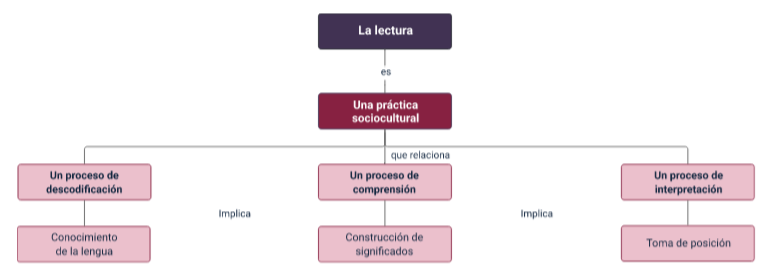 La lectura
es
Una práctica
sociocultural
que relaciona
Un proceso de
descodificación
Un proceso de
comprensión
Un proceso de
interpretación
Implica
Implica
Conocimiento
de la lengua
Construcción de
significados
Toma de posición